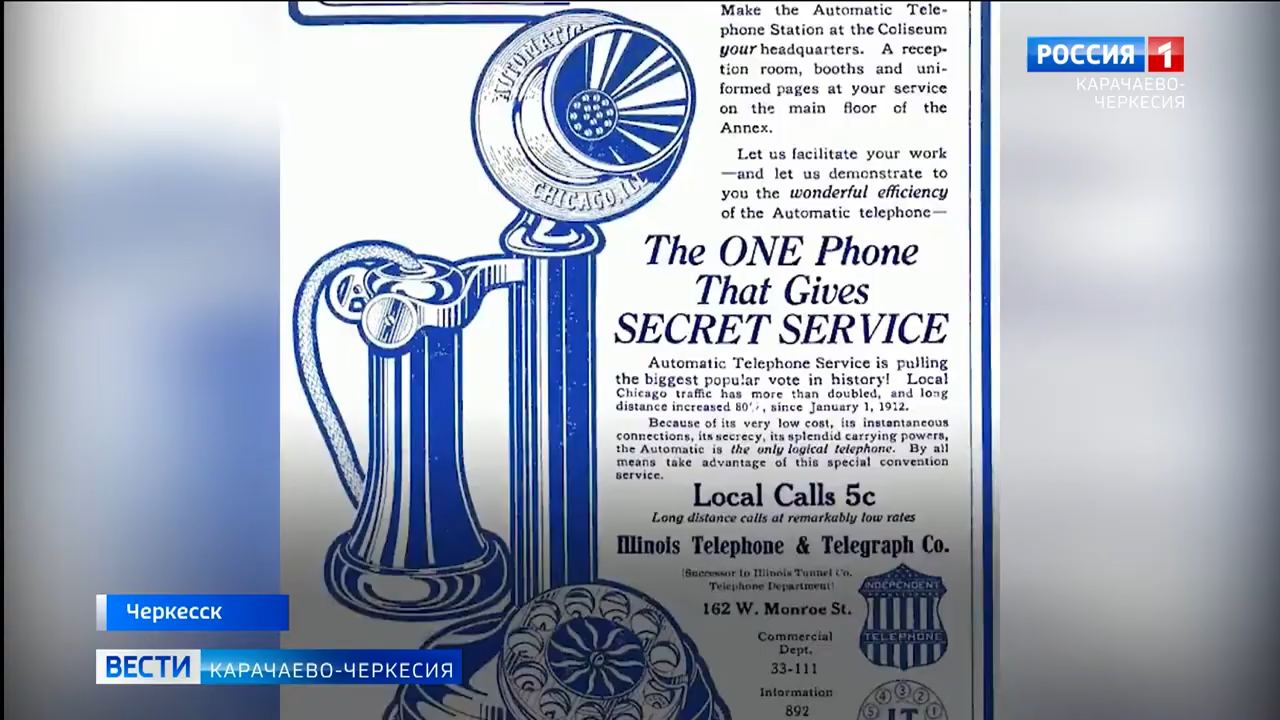 Make the Automatic Tele-
phone Station at the Coliseum
your headquarters. A recep-
tion room, booths and uni-
formed pages at your service
on the main floor of the
Annex.
Let us facilitate your work
—and let us demonstrate to
you the wonderful efficiency
of the Automatic telephone—
The ONE Phone
That Gives
SECRET SERVICE
Automatic Telephone Service is pulling
the biggest popular vote in history! Local
Chicago traffic has more than doubled, and long
distance increased 80%, since January 1, 1912.
Because of its very low cost, its instantaneous
connections, its secrecy, its splendid carrying powers,
the Automatic is the only logical telephone. By all
means take advantage of this special convention
service.
Local Calls 5c
Long distance calls at remarkably low rates
Illinois Telephone & Telegraph Co.
(Successor to Illinois Tunnel Co.
Telephone Department)
162 W. Monroe St.
Commercial
Dept.
33-111
Information
892
INDEPENDENT
TELEPHONE
5 4 3 2 1
I.T.
AUTOMATIC
CHICAGO, ILL
РОССИЯ 1
КАРАЧАЕВО-
ЧЕРКЕСИЯ
Черкесск
ВЕСТИ КАРАЧАЕВО-ЧЕРКЕСИЯ